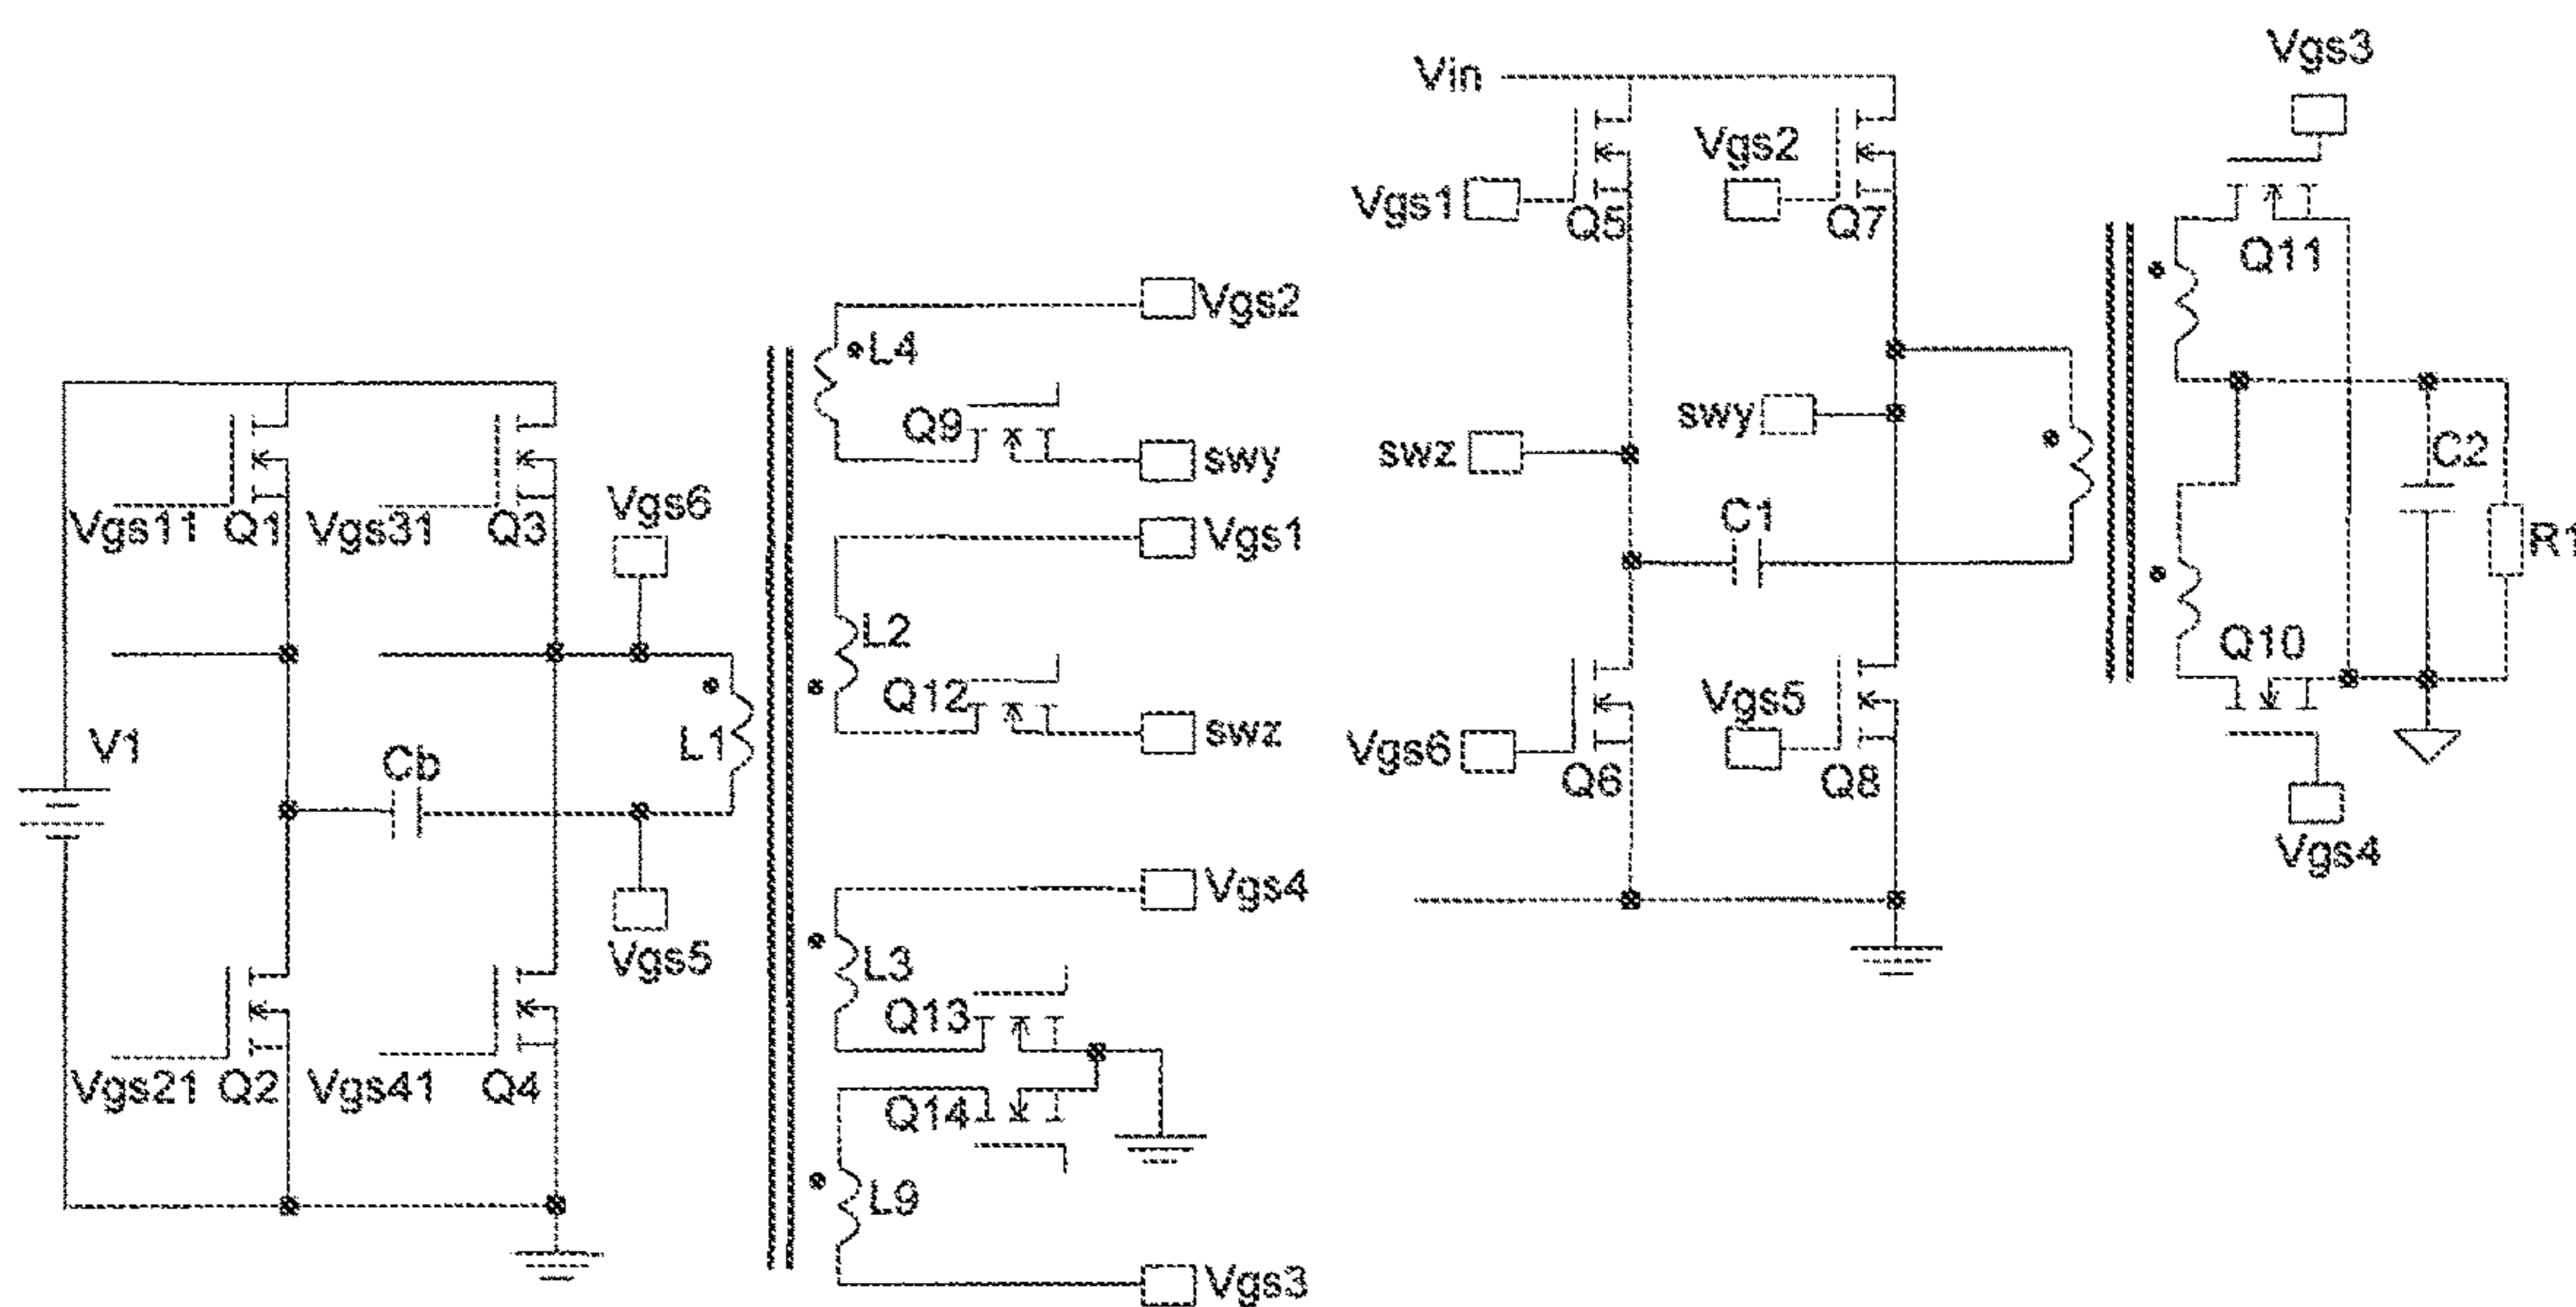 Vgs3
Vin
Vgs2
Vgs1
Q5
Q7
Q11
Vgs2
L4
Q9
swy
swz
swy
C2
Vgs6
Vgs11 Q1 Vgs31 Q3
Vgs1
C1
R1
L2
Q12
Q10
Vgs5
V1
L1
swz
Vgs6
Cb
Q6
Q8
Vgs4
Vgs4
Vgs5
L3
Q13
Vgs21 Q2 Vgs41 Q4
Q14
L9
Vgs3